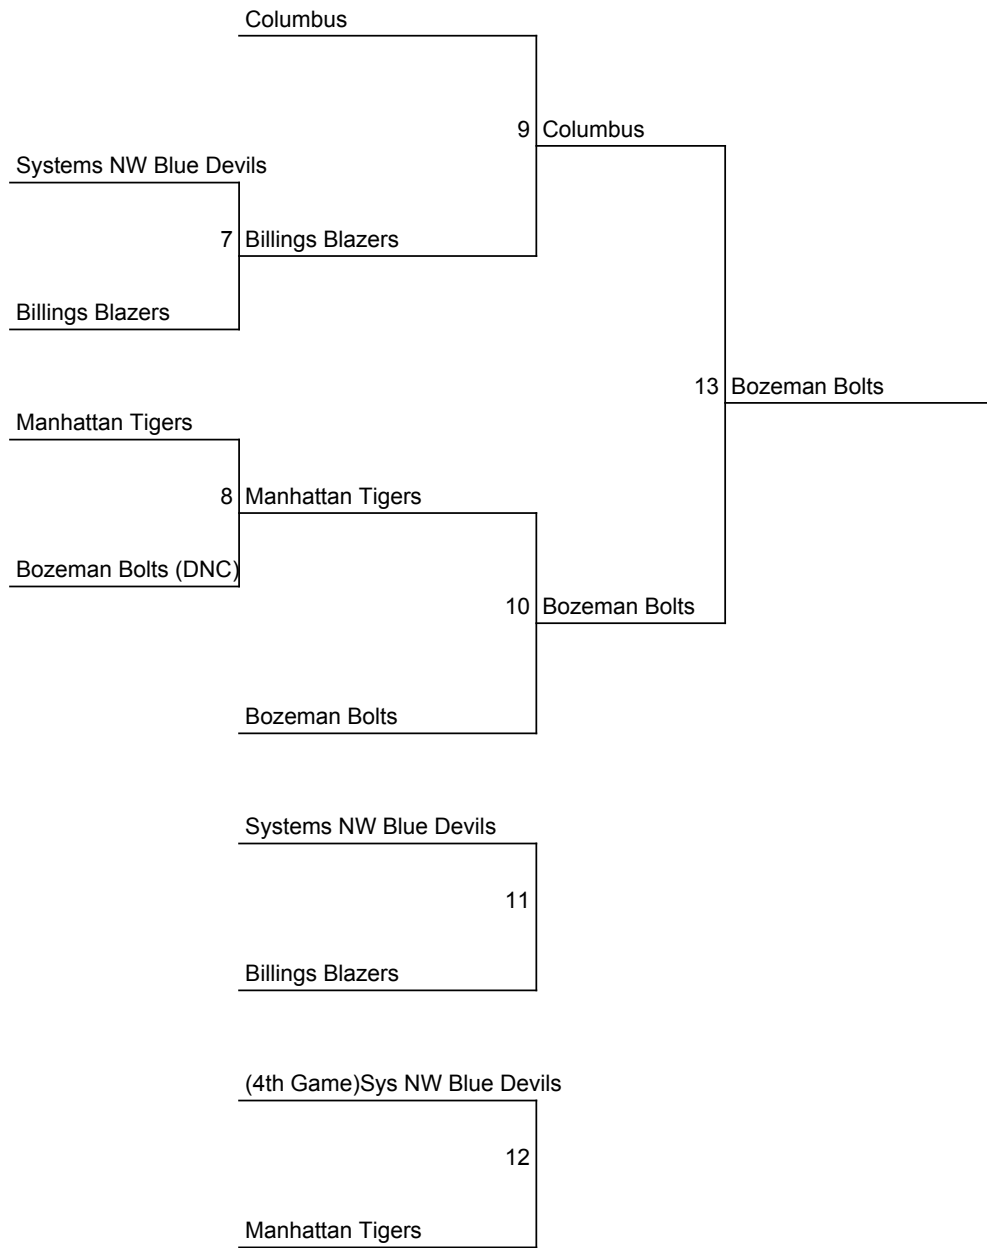 Columbus
9 Columbus
Systems NW Blue Devils
7 Billings Blazers
Billings Blazers
13 Bozeman Bolts
Manhattan Tigers
8 Manhattan Tigers
Bozeman Bolts (DNC)
10 Bozeman Bolts
Bozeman Bolts
Systems NW Blue Devils
11
Billings Blazers
(4th Game)Sys NW Blue Devils
12
Manhattan Tigers